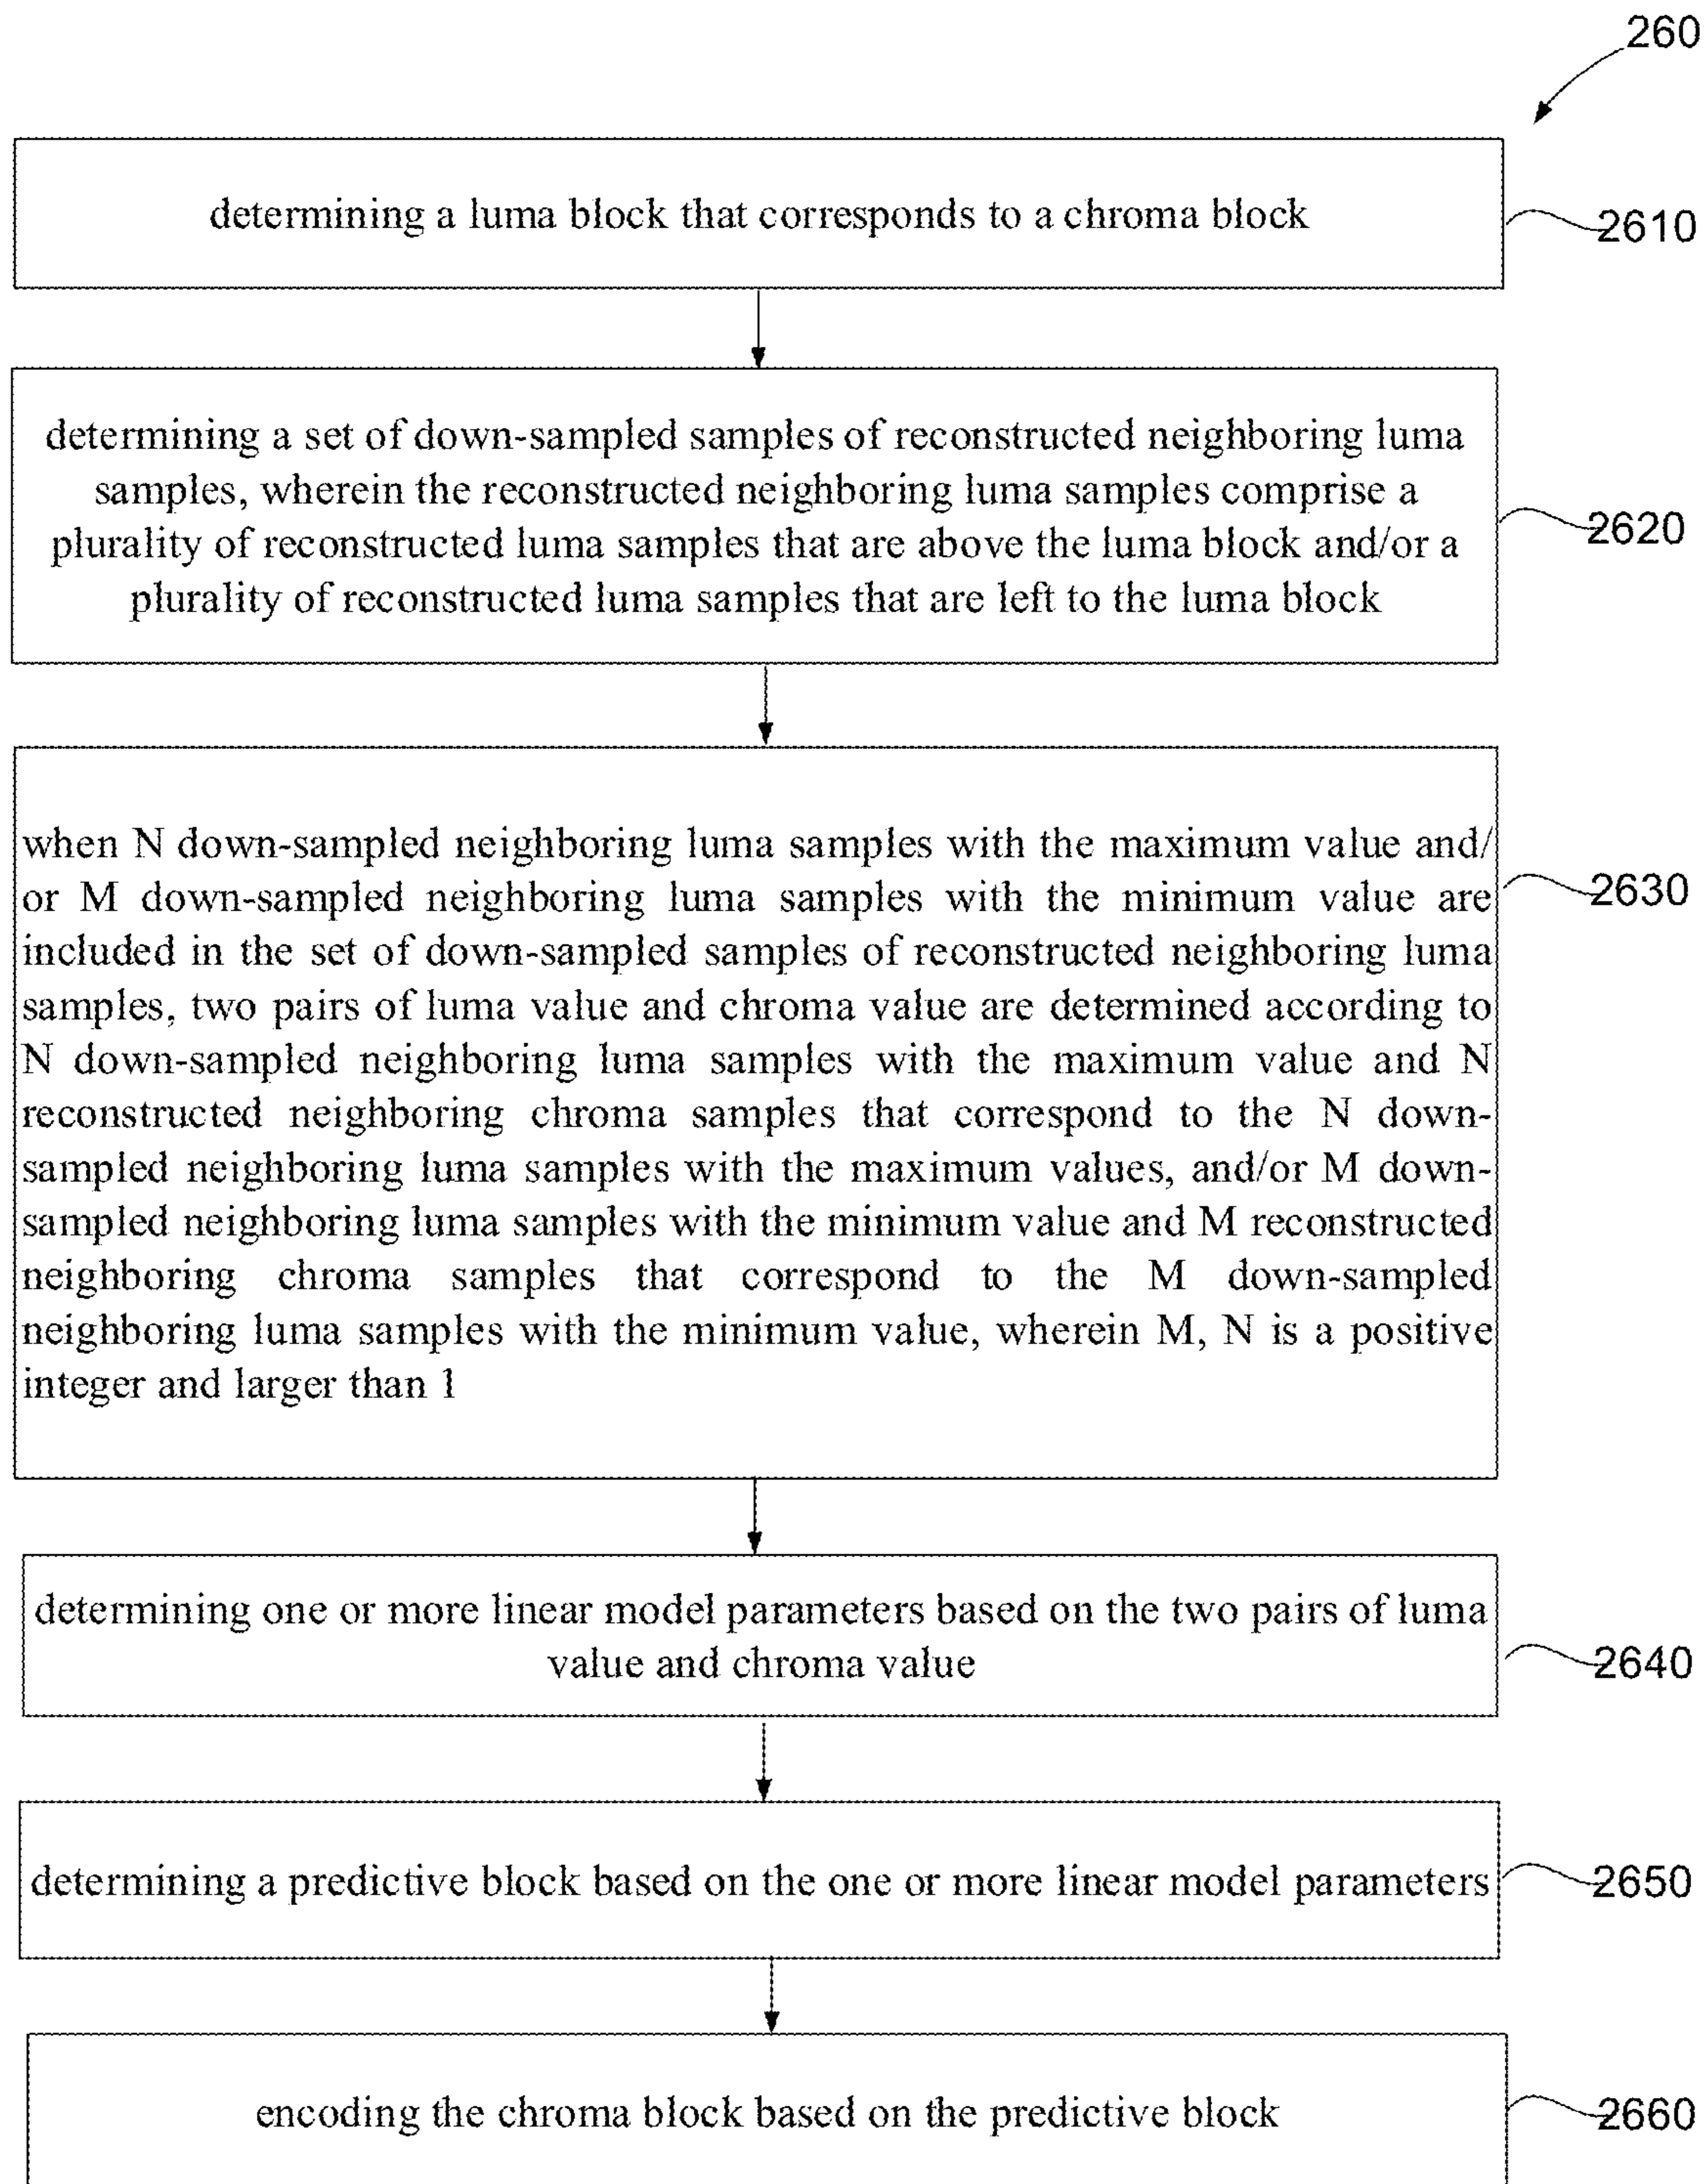 260
determining a luma block that corresponds to a chroma block
2610
determining a set of down-sampled samples of reconstructed neighboring luma
samples, wherein the reconstructed neighboring luma samples comprise a
plurality of reconstructed luma samples that are above the luma block and/or a
plurality of reconstructed luma samples that are left to the luma block
2620
when N down-sampled neighboring luma samples with the maximum value and/
or M down-sampled neighboring luma samples with the minimum value are
included in the set of down-sampled samples of reconstructed neighboring luma
samples, two pairs of luma value and chroma value are determined according to
N down-sampled neighboring luma samples with the maximum value and N
reconstructed neighboring chroma samples that correspond to the N down-
sampled neighboring luma samples with the maximum values, and/or M down-
sampled neighboring luma samples with the minimum value and M reconstructed
neighboring chroma samples that correspond to the M down-sampled
neighboring luma samples with the minimum value, wherein M, N is a positive
integer and larger than 1
2630
determining one or more linear model parameters based on the two pairs of luma
value and chroma value
2640
determining a predictive block based on the one or more linear model parameters
2650
encoding the chroma block based on the predictive block
2660